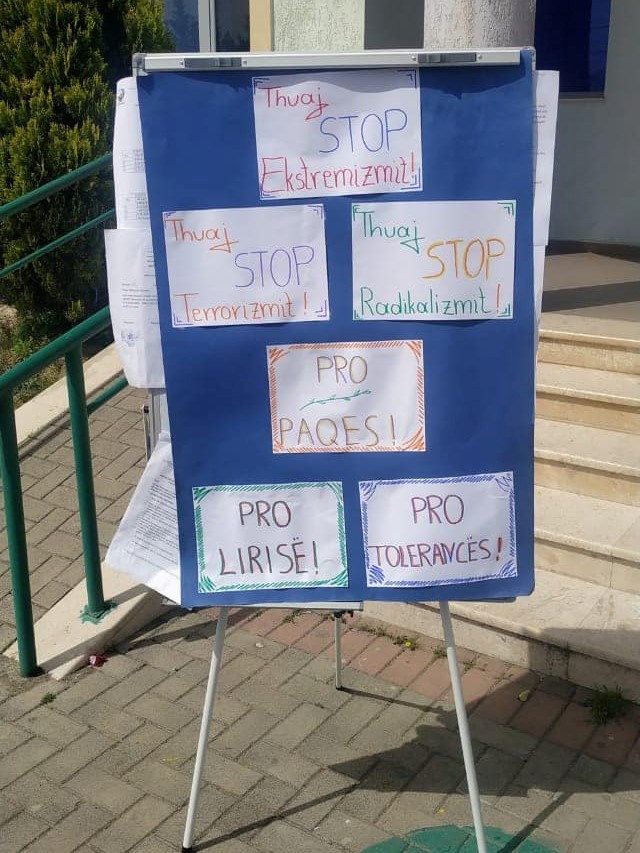 Thuaj
STOP
Ekstremizmit!
Thuaj
STOP
Terrorizmit!
Thuaj
STOP
Radikalizmit!
PRO
PAQES!
PRO
LIRISË!
PRO
TOLERANCËS!